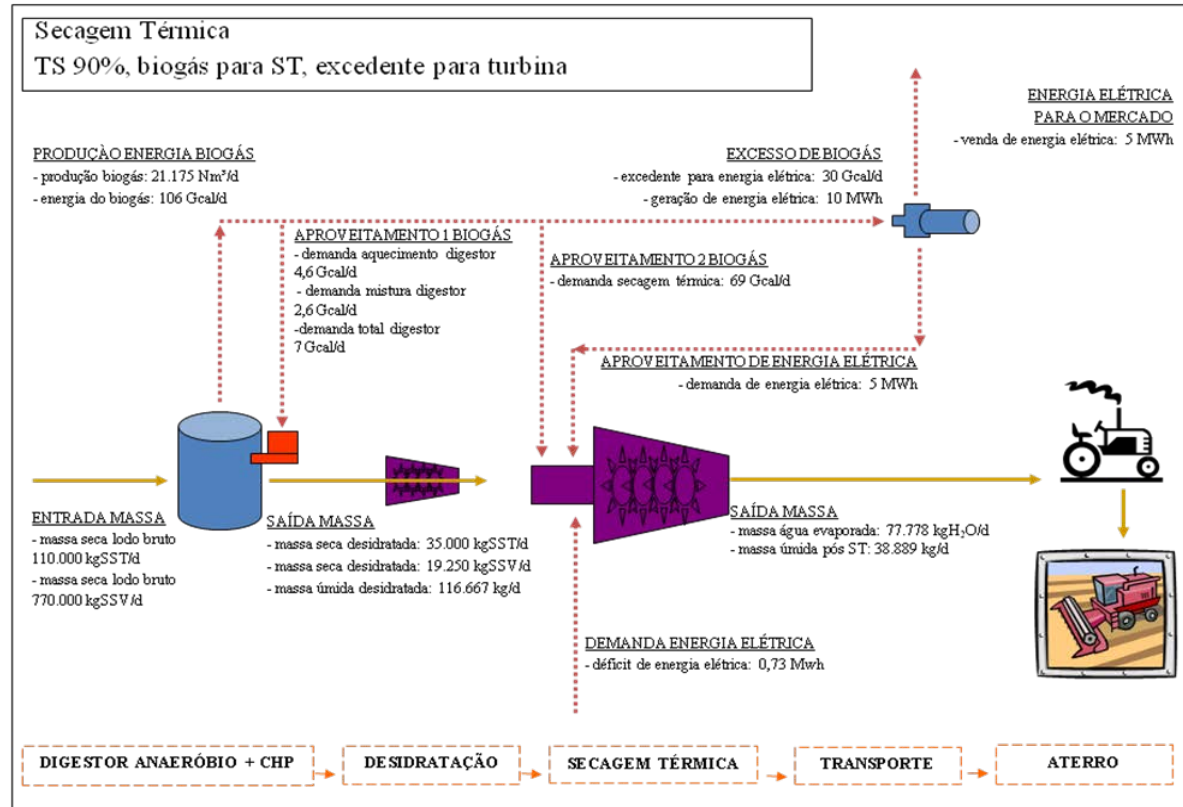 Secagem Térmica
TS 90%, biogás para ST, excedente para turbina
ENERGIA ELÉTRICA
PARA O MERCADO
- venda de energia elétrica: 5 MWh
PRODUÇÀO ENERGIA BIOGÁS
- produção biogás: 21.175 Nm³/d
- energia do biogás: 106 Gcal/d
EXCESSO DE BIOGÁS
- excedente para energia elétrica: 30 Gcal/d
- geração de energia elétrica: 10 MWh
APROVEITAMENTO 1 BIOGÁS
- demanda aquecimento digestor
4,6 Gcal/d
- demanda mistura digestor
2,6 Gcal/d
-demanda total digestor
7 Gcal/d
APROVEITAMENTO 2 BIOGÁS
- demanda secagem térmica: 69 Gcal/d
APROVEITAMENTO DE ENERGIA ELÉTRICA
- demanda de energia elétrica: 5 MWh
ENTRADA MASSA
- massa seca lodo bruto
110.000 kgSST/d
- massa seca lodo bruto
770.000 kgSSV/d
SAÍDA MASSA
- massa seca desidratada: 35.000 kgSST/d
- massa seca desidratada: 19.250 kgSSV/d
- massa úmida desidratada: 116.667 kg/d
SAÍDA MASSA
- massa água evaporada: 77.778 kgH₂O/d
- massa úmida pós ST: 38.889 kg/d
DEMANDA ENERGIA ELÉTRICA
- déficit de energia elétrica: 0,73 Mwh
DIGESTOR ANAERÓBIO + CHP
DESIDRATAÇÃO
SECAGEM TÉRMICA
TRANSPORTE
ATERRO